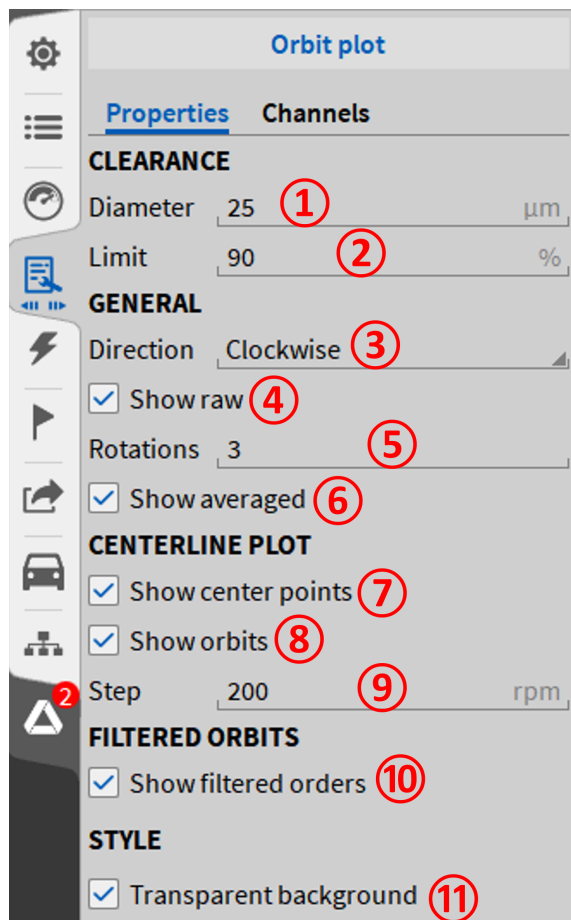 Orbit plot
Properties Channels
CLEARANCE
Diameter 25 ① µm
Limit 90 ② %
GENERAL
Direction Clockwise ③
Show raw ④
Rotations 3 ⑤
Show averaged ⑥
CENTERLINE PLOT
Show center points ⑦
Show orbits ⑧
2
Step 200 ⑨ rpm
FILTERED ORBITS
Show filtered orders ⑩
STYLE
Transparent background ⑪